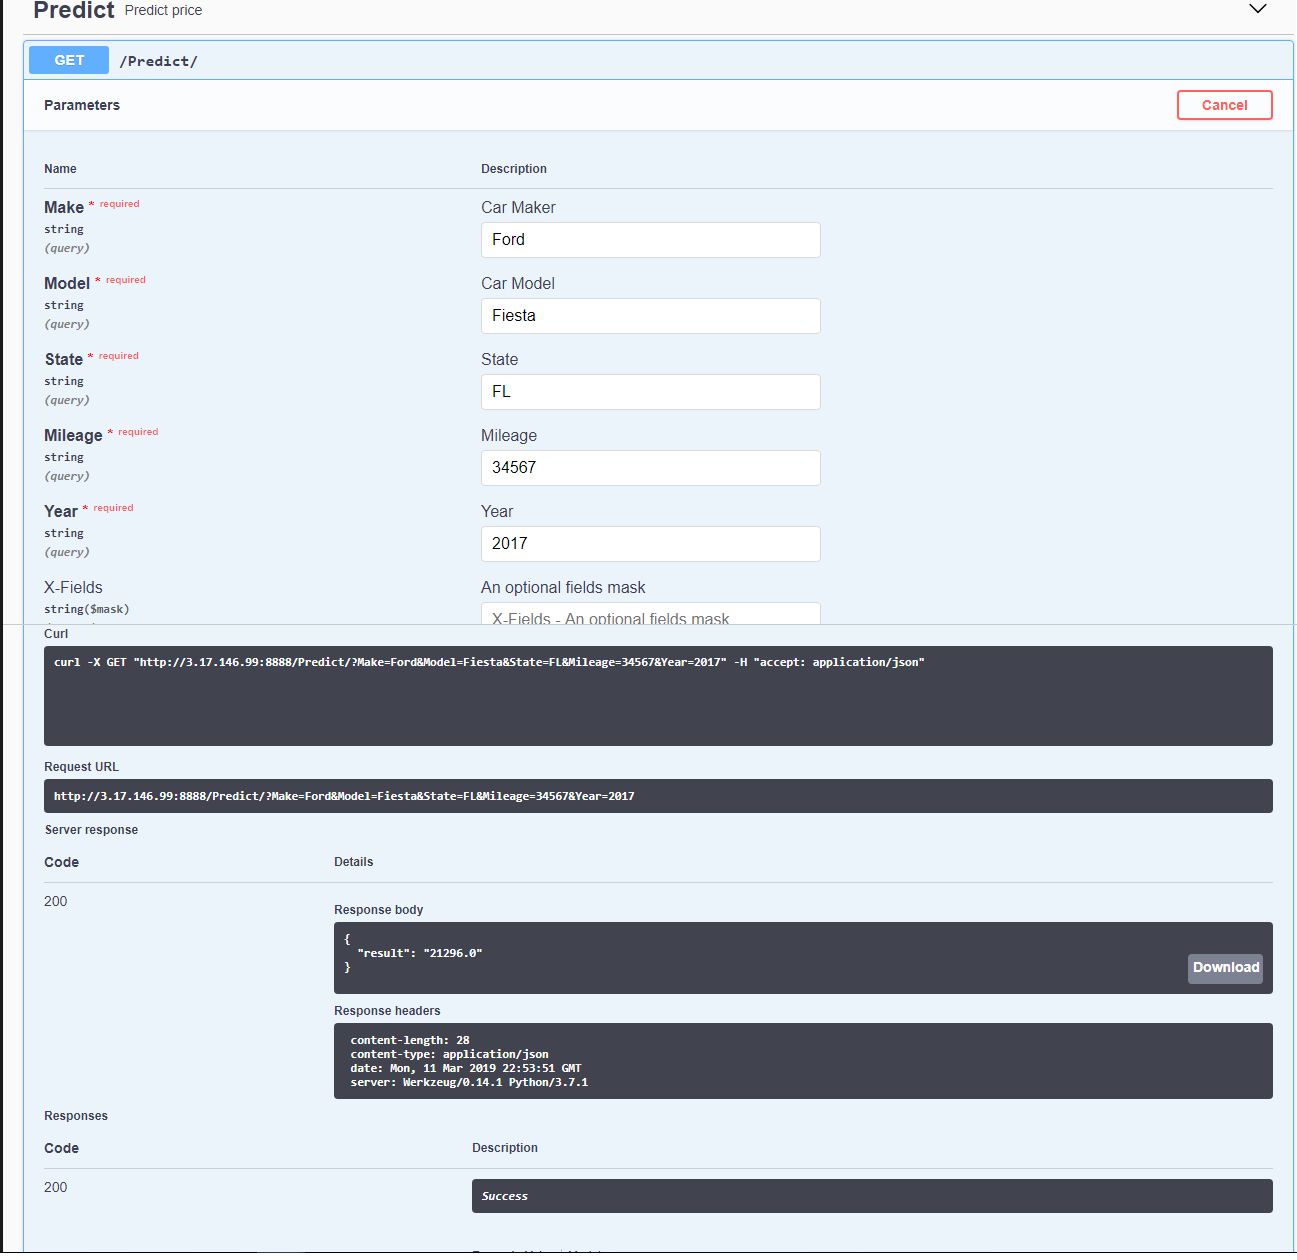 Predict Predict price
GET /Predict/
Parameters Cancel
Name Description
Make * required Car Maker
string Ford
(query)
Model * required Car Model
string Fiesta
(query)
State * required State
string FL
(query)
Mileage * required Mileage
string 34567
(query)
Year * required Year
string 2017
(query)
X-Fields An optional fields mask
string($mask) X-Fields - An optional fields mask
Curl
curl -X GET "http://3.17.146.99:8888/Predict/?Make=Ford&Model=Fiesta&State=FL&Mileage=34567&Year=2017" -H "accept: application/json"
Request URL
http://3.17.146.99:8888/Predict/?Make=Ford&Model=Fiesta&State=FL&Mileage=34567&Year=2017
Server response
Code Details
200
Response body
{
"result": "21296.0"
}
Download
Response headers
content-length: 28
content-type: application/json
date: Mon, 11 Mar 2019 22:53:51 GMT
server: Werkzeug/0.14.1 Python/3.7.1
Responses
Code Description
200 Success